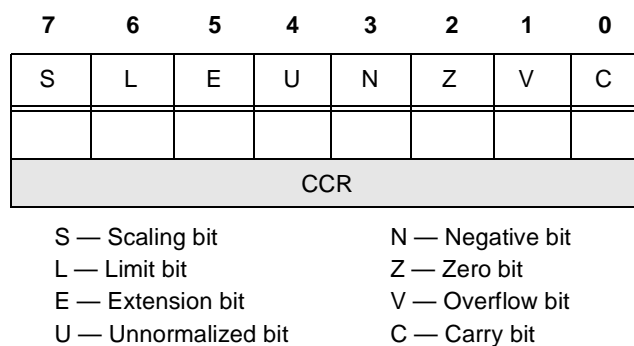 7 6 5 4 3 2 1 0
S L E U N Z V C
CCR
S — Scaling bit N — Negative bit
L — Limit bit Z — Zero bit
E — Extension bit V — Overflow bit
U — Unnormalized bit C — Carry bit